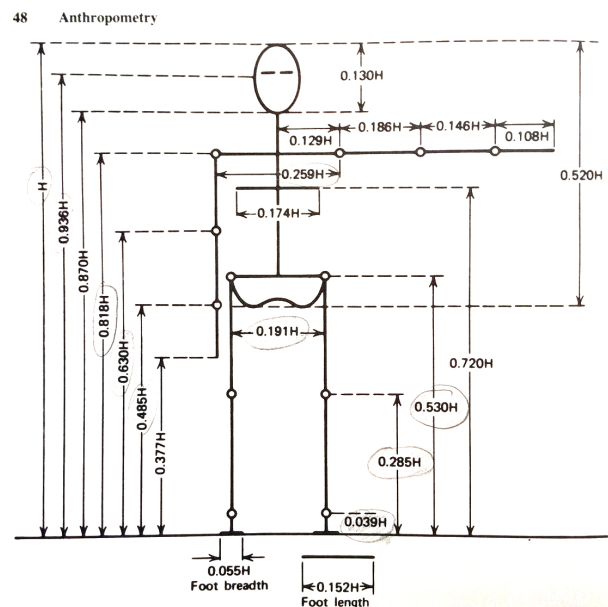 48 Anthropometry
0.130H
0.186H
0.146H
0.129H
0.108H
0.259H
0.520H
0.174H
H
0.936H
0.870H
0.818H
0.630H
0.485H
0.377H
0.191H
0.720H
0.530H
0.285H
0.039H
0.055H
Foot breadth
0.152H
Foot length